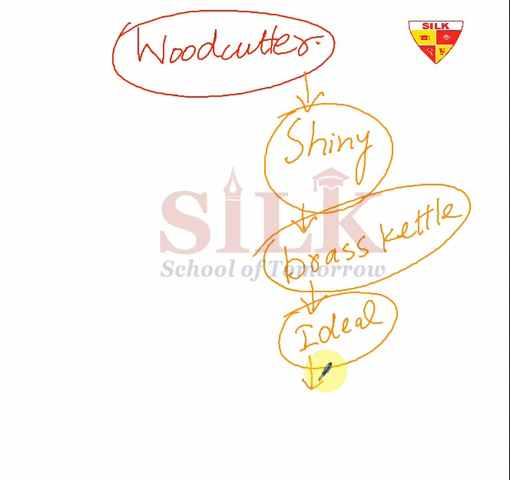 Woodcutter.
SILK
Shiny
SiLK
brass kettle
School of Tomorrow
Ideal